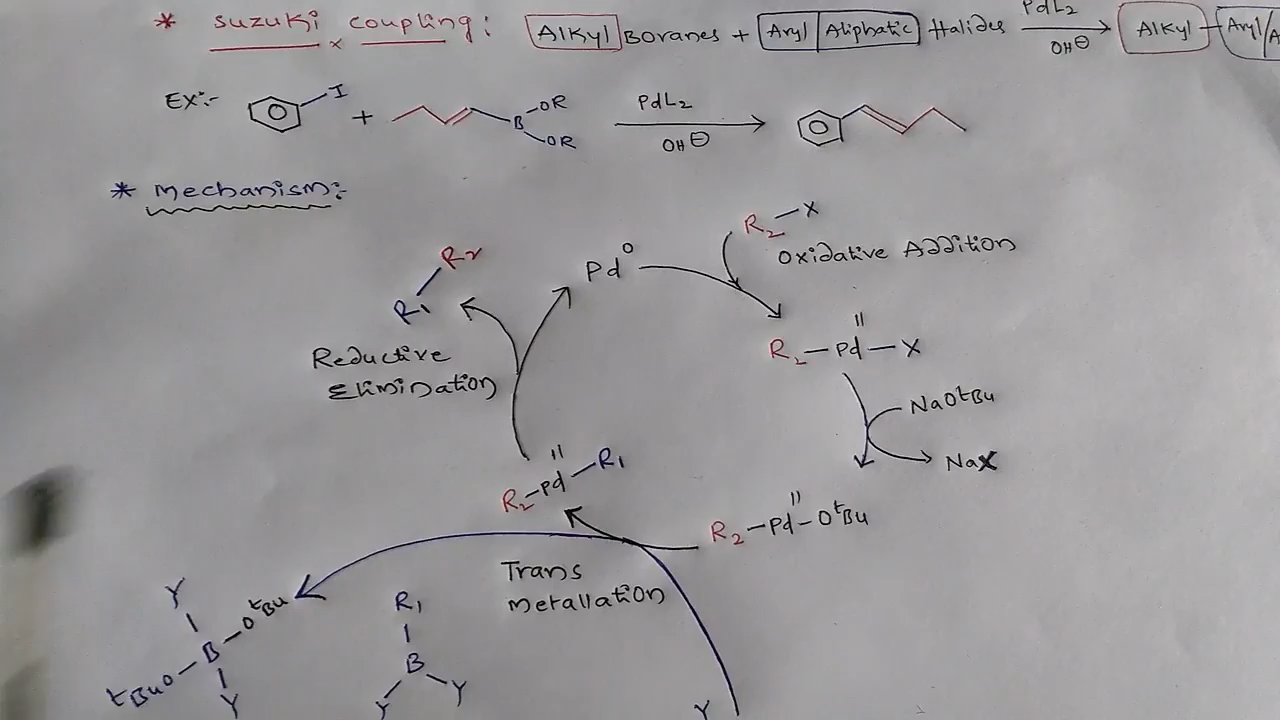 * Suzuki coupling: Alkyl Boranes + Aryl Aliphatic Halides PdL2 OH⊖ Alkyl Aryl/A
Ex:- I + B OR OR PdL2 OH⊖
* Mechanism:-
R2-X
Oxidative Addition
Pd0
R2
R1
R2-Pd-X
II
Reductive
Elimination
NaOtBu
NaX
II
R2-Pd-R1
II
R2-Pd-OtBu
Trans
metallation
Y
OtBu
B
tBuO
Y
R1
B
Y Y
Y